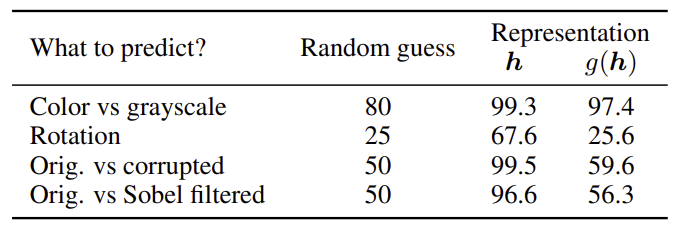 What to predict? Random guess Representation
h g(h)
Color vs grayscale 80 99.3 97.4
Rotation 25 67.6 25.6
Orig. vs corrupted 50 99.5 59.6
Orig. vs Sobel filtered 50 96.6 56.3